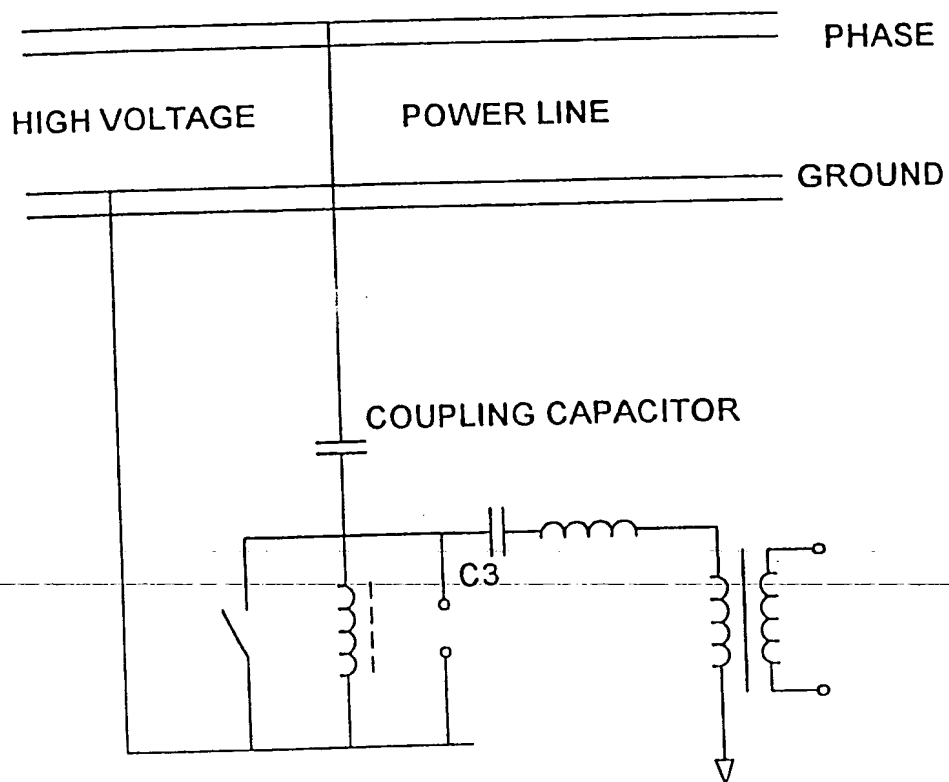 PHASE
HIGH VOLTAGE POWER LINE
GROUND
COUPLING CAPACITOR
C3